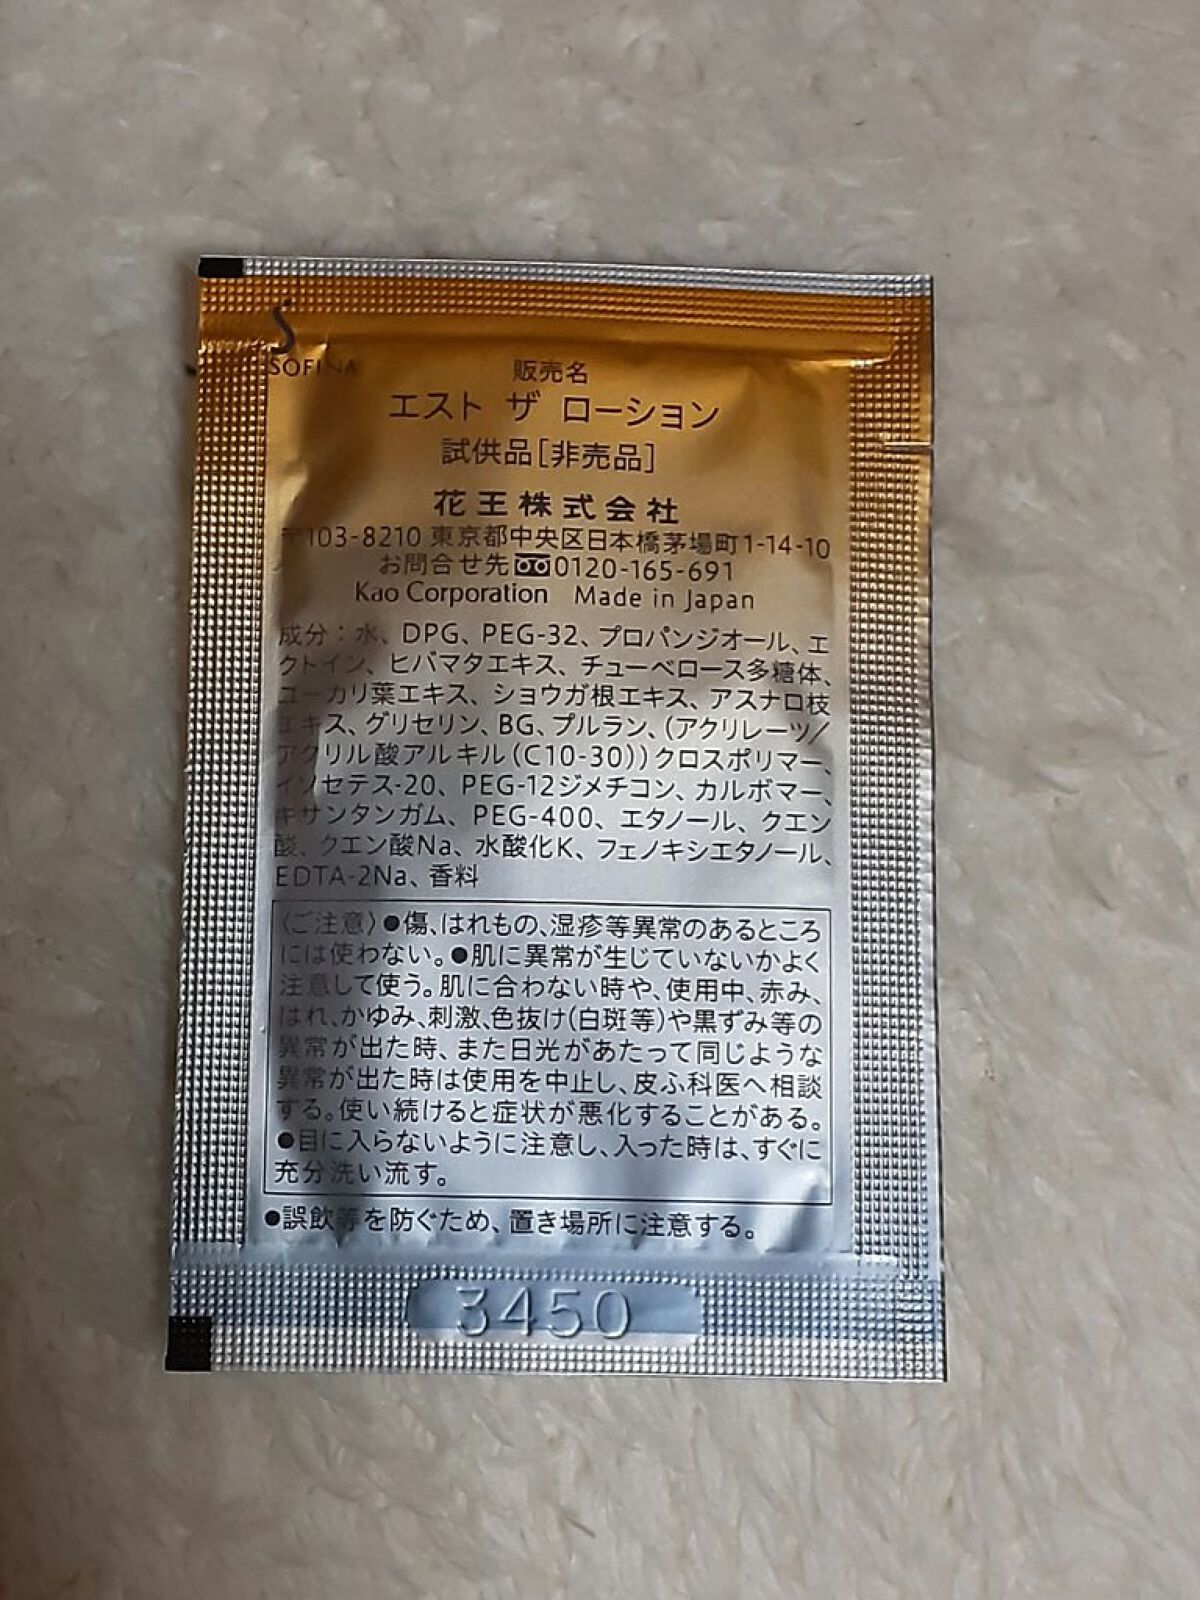 SOFINA
販売名
エスト ザ ローション
試供品[非売品]
花王株式会社
〒103-8210 東京都中央区日本橋茅場町1-14-10
お問合せ先 0120-165-691
Kao Corporation Made in Japan
成分：水、DPG、PEG-32、プロパンジオール、エ
クトイン、ヒバマタエキス、チューベロース多糖体、
ユーカリ葉エキス、ショウガ根エキス、アスナロ枝
エキス、グリセリン、BG、プルラン、(アクリレーツ/
アクリル酸アルキル(C10-30))クロスポリマー、
イソセテス-20、PEG-12ジメチコン、カルボマー、
キサンタンガム、PEG-400、エタノール、クエン
酸、クエン酸Na、水酸化K、フェノキシエタノール、
EDTA-2Na、香料
〈ご注意〉●傷、はれもの、湿疹等異常のあるところ
には使わない。●肌に異常が生じていないかよく
注意して使う。肌に合わない時や、使用中、赤み、
はれ、かゆみ、刺激、色抜け(白斑等)や黒ずみ等の
異常が出た時、また日光があたって同じような
異常が出た時は使用を中止し、皮ふ科医へ相談
する。使い続けると症状が悪化することがある。
●目に入らないように注意し、入った時は、すぐに
充分洗い流す。
●誤飲等を防ぐため、置き場所に注意する。
3450